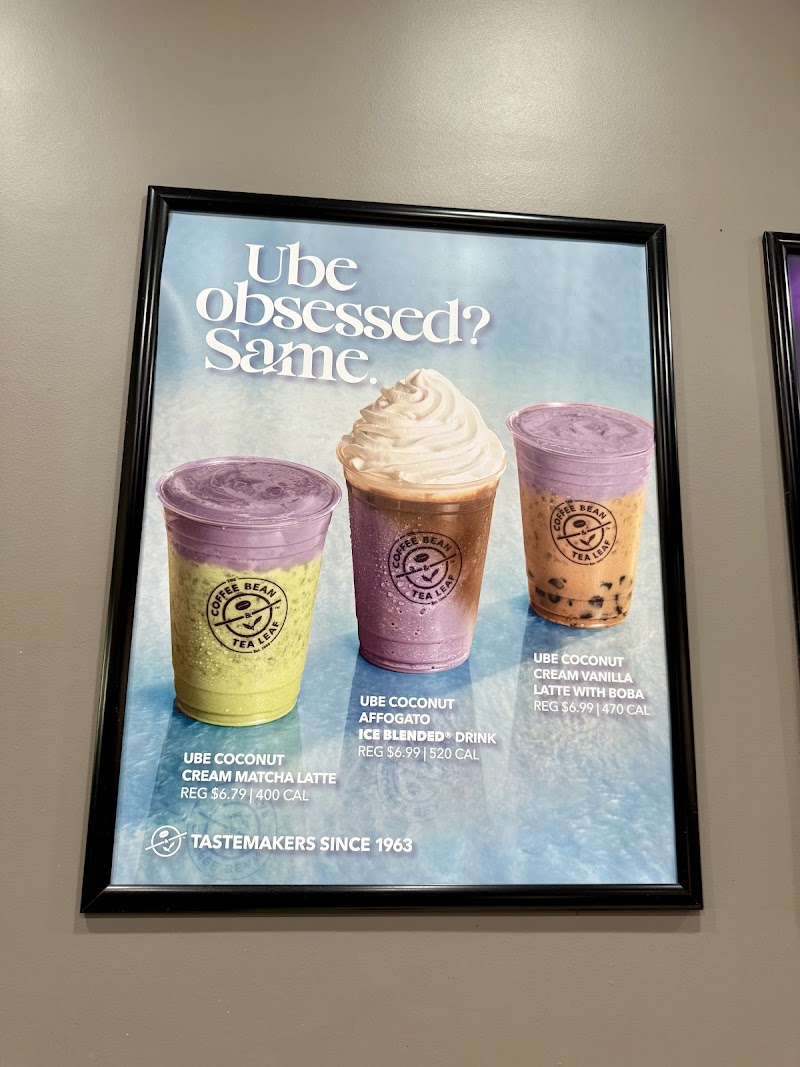 Ube
obsessed?
Same.
THE
COFFEE BEAN
&
TEA LEAF
COFFEE BEAN
&
TEA LEAF
COFFEE BEAN
&
TEA LEAF
UBE COCONUT
CREAM MATCHA LATTE
REG $6.79 | 400 CAL
UBE COCONUT
AFFOGATO
ICE BLENDED® DRINK
REG $6.99 | 520 CAL
UBE COCONUT
CREAM VANILLA
LATTE WITH BOBA
REG $6.99 | 470 CAL
TASTEMAKERS SINCE 1963